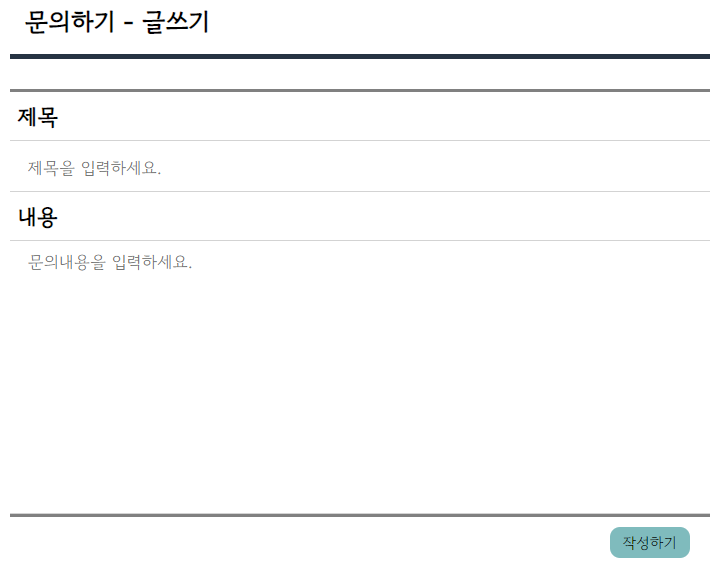 문의하기 - 글쓰기
제목
제목을 입력하세요.
내용
문의내용을 입력하세요.
작성하기